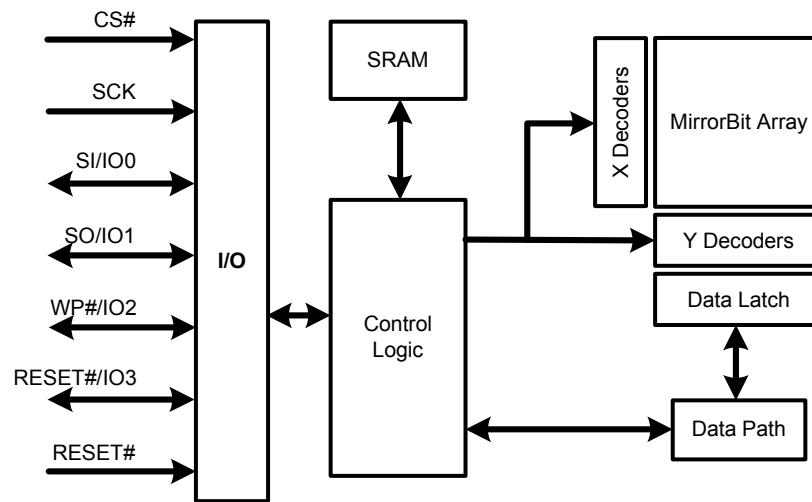 CS#
SCK
SI/IO0
SO/IO1
WP#/IO2
RESET#/IO3
RESET#
I/O
SRAM
Control
Logic
X Decoders
MirrorBit Array
Y Decoders
Data Latch
Data Path